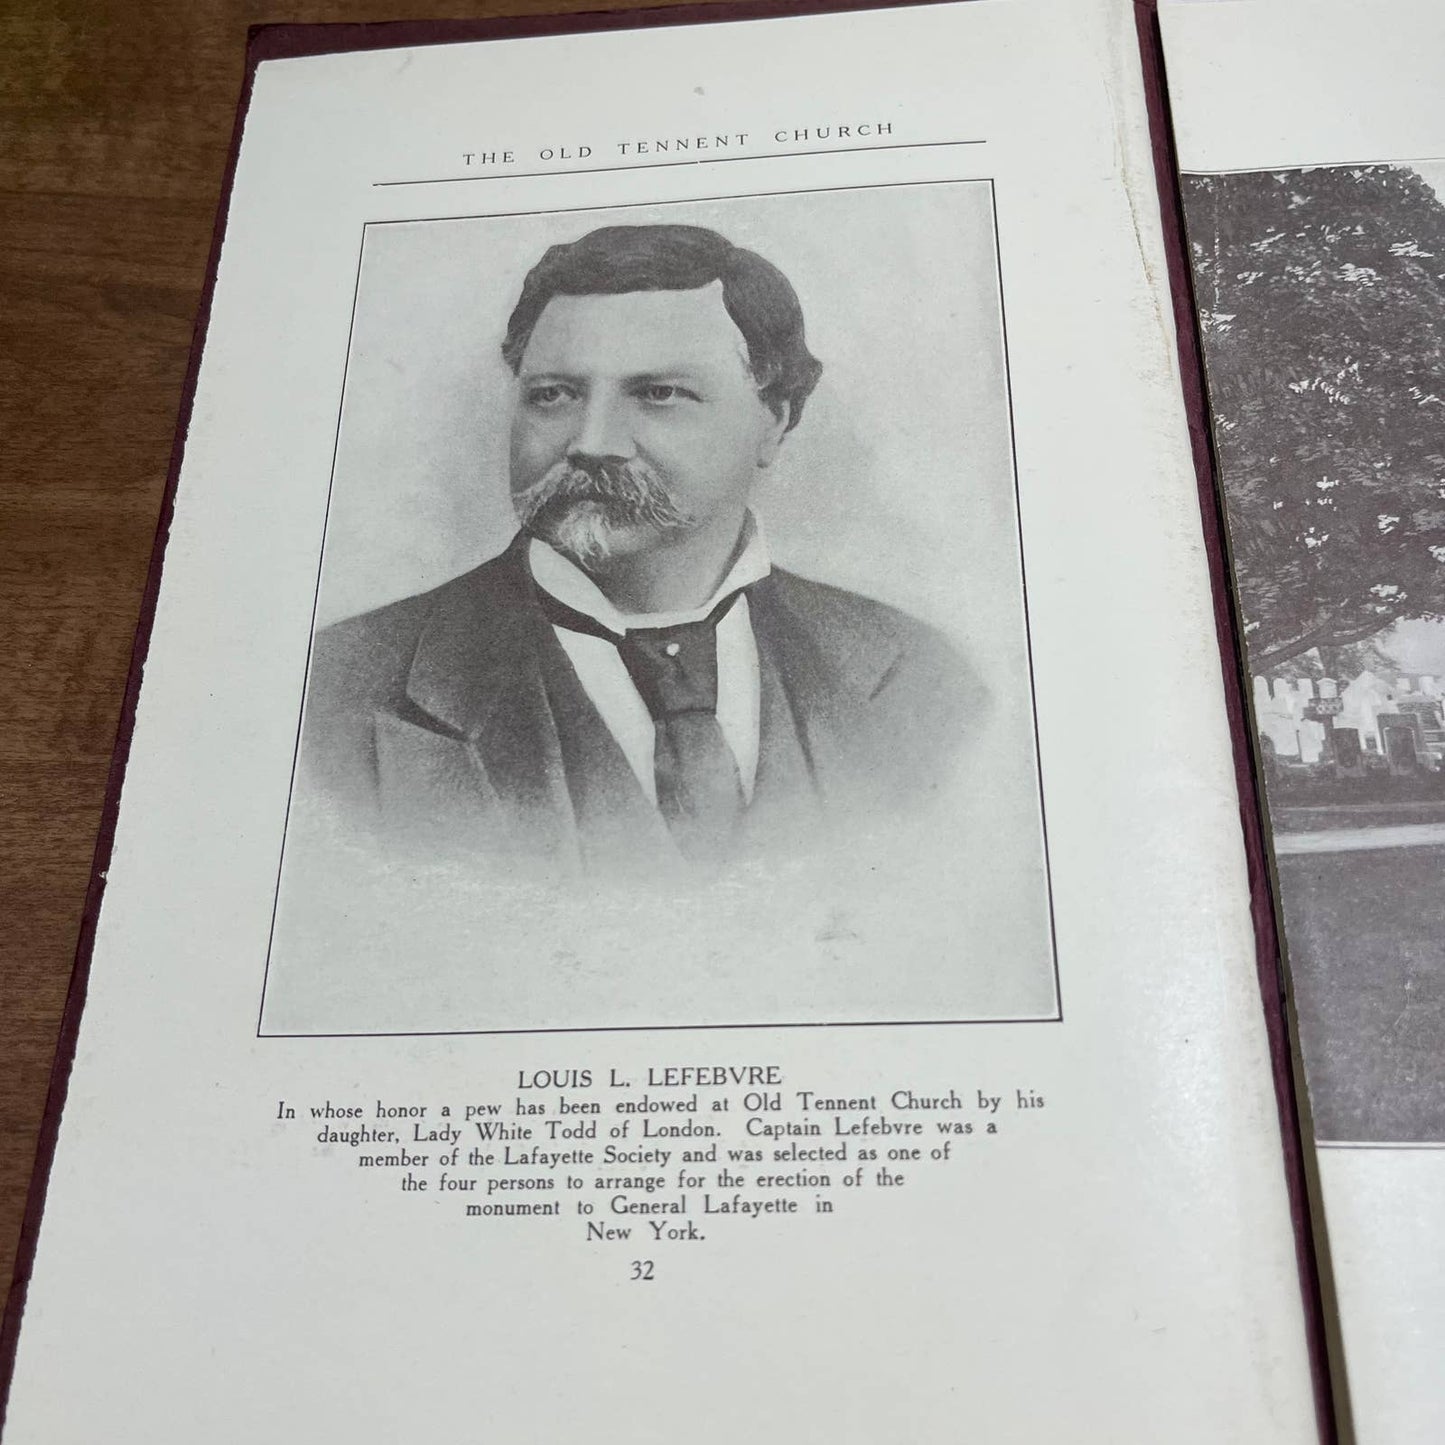 THE OLD TENNENT CHURCH
LOUIS L. LEFEBVRE
In whose honor a pew has been endowed at Old Tennent Church by his
daughter, Lady White Todd of London. Captain Lefebvre was a
member of the Lafayette Society and was selected as one of
the four persons to arrange for the erection of the
monument to General Lafayette in
New York.
32